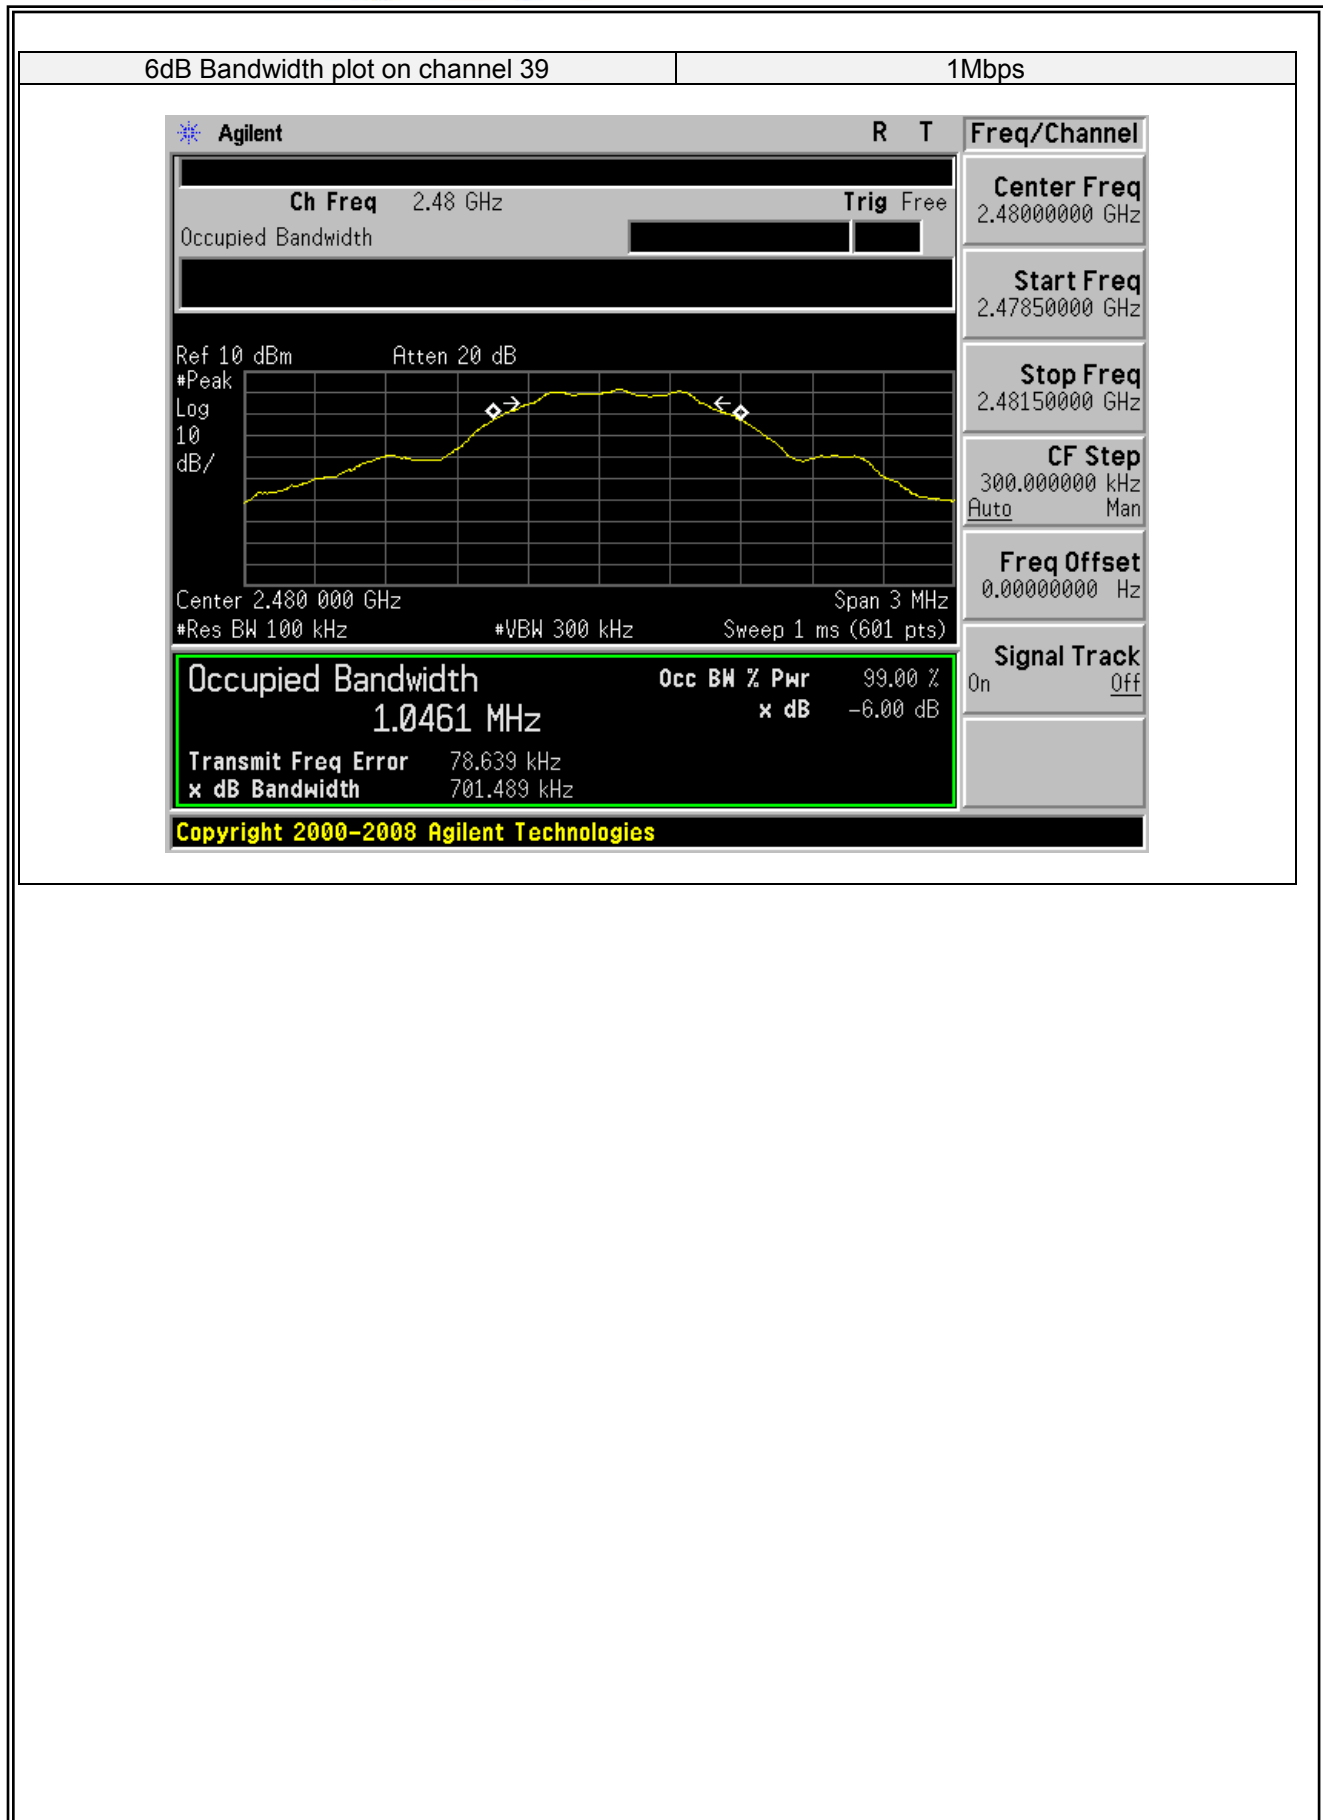 6dB Bandwidth plot on channel 39 1Mbps
Agilent R T Freq/Channel
Ch Freq 2.48 GHz Trig Free
Occupied Bandwidth
Center Freq
2.48000000 GHz
Start Freq
2.47850000 GHz
Stop Freq
2.48150000 GHz
CF Step
300.000000 kHz
Auto Man
Freq Offset
0.00000000 Hz
Signal Track
On Off
Ref 10 dBm Atten 20 dB
#Peak
Log
10
dB/
Center 2.480 000 GHz Span 3 MHz
#Res BW 100 kHz #VBW 300 kHz Sweep 1 ms (601 pts)
Occupied Bandwidth Occ BW % Pwr 99.00 %
1.0461 MHz x dB -6.00 dB
Transmit Freq Error 78.639 kHz
x dB Bandwidth 701.489 kHz
Copyright 2000-2008 Agilent Technologies